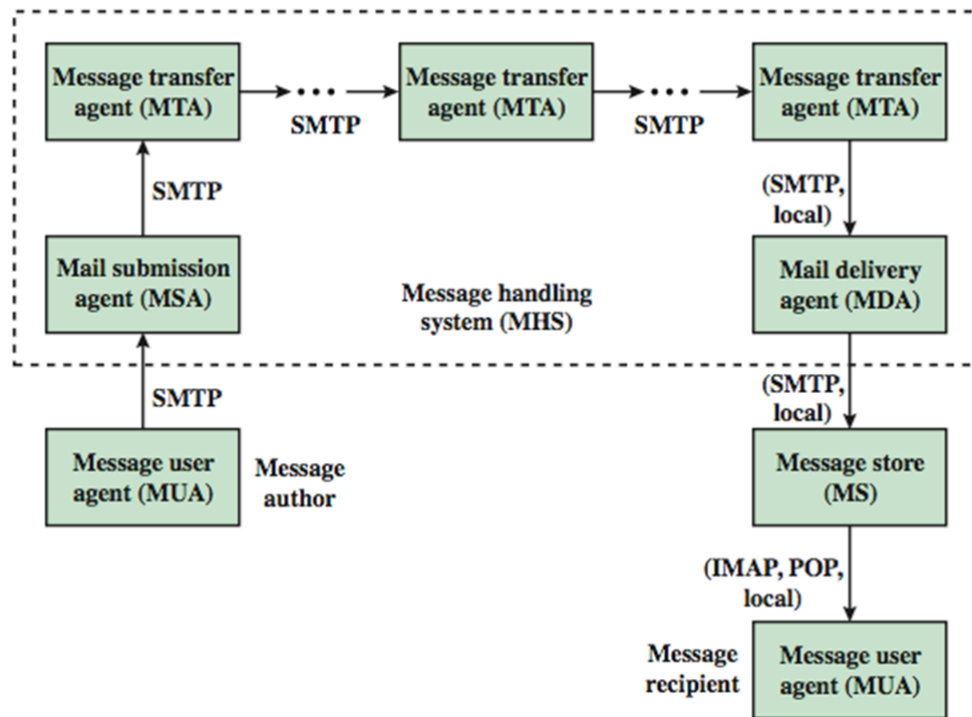 Message transfer
agent (MTA)
SMTP
Message transfer
agent (MTA)
SMTP
Message transfer
agent (MTA)
SMTP
(SMTP,
local)
Mail submission
agent (MSA)
Message handling
system (MHS)
Mail delivery
agent (MDA)
SMTP
(SMTP,
local)
Message user
agent (MUA)
Message
author
Message store
(MS)
(IMAP, POP,
local)
Message
recipient
Message user
agent (MUA)